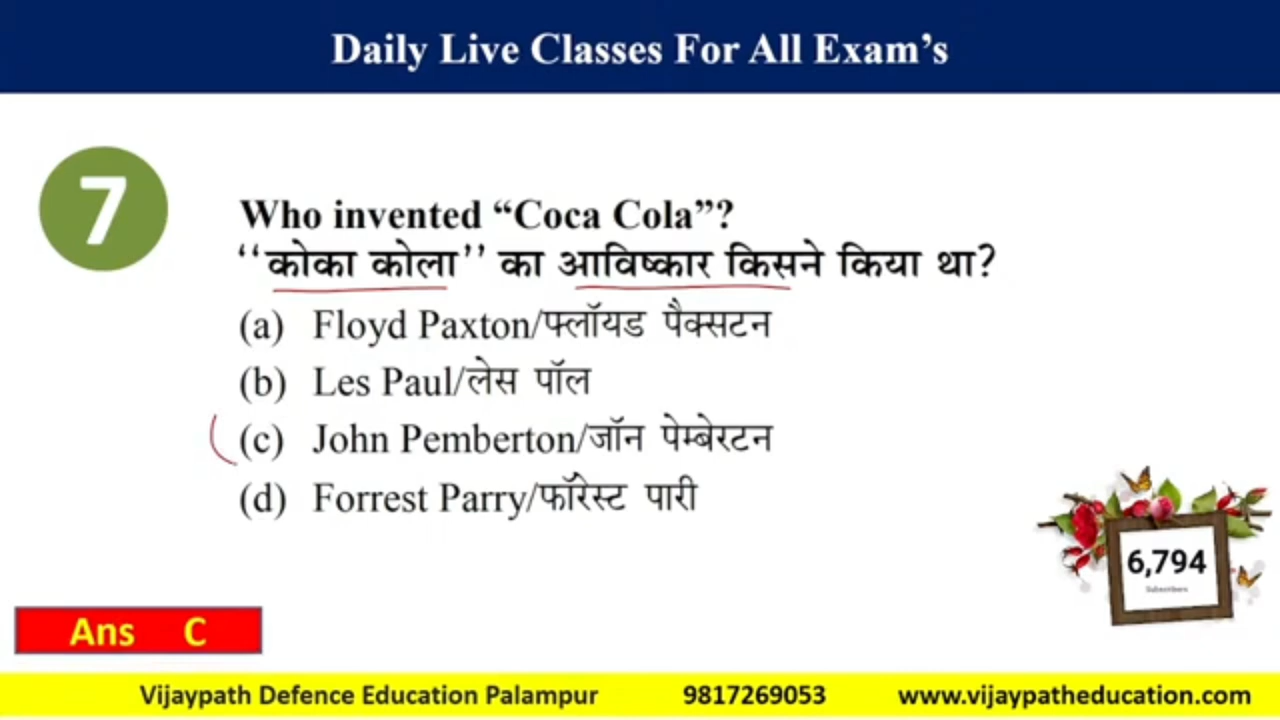 Daily Live Classes For All Exam’s
7
Who invented “Coca Cola”?
‘‘कोका कोला’’ का आविष्कार किसने किया था?
(a) Floyd Paxton/फ्लॉयड पैक्सटन
(b) Les Paul/लेस पॉल
(c) John Pemberton/जॉन पेम्बेरटन
(d) Forrest Parry/फॉरेस्ट पारी
6,794
Subscribers
Ans C
Vijaypath Defence Education Palampur 9817269053 www.vijaypatheducation.com